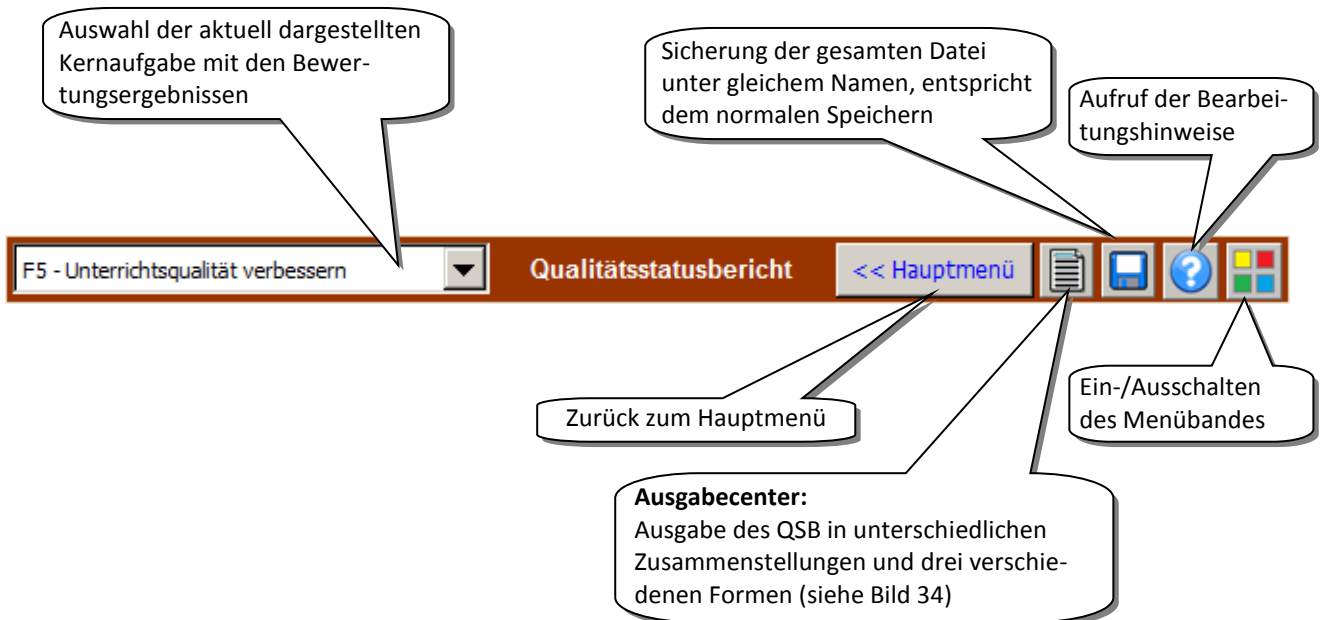 Auswahl der aktuell dargestellten
Kernaufgabe mit den Bewer-
tungsergebnissen
Sicherung der gesamten Datei
unter gleichem Namen, entspricht
dem normalen Speichern
Aufruf der Bearbei-
tungshinweise
F5 - Unterrichtsqualität verbessern
Qualitätsstatusbericht
<< Hauptmenü
Zurück zum Hauptmenü
Ein-/Ausschalten
des Menübandes
Ausgabecenter:
Ausgabe des QSB in unterschiedlichen
Zusammenstellungen und drei verschie-
denen Formen (siehe Bild 34)